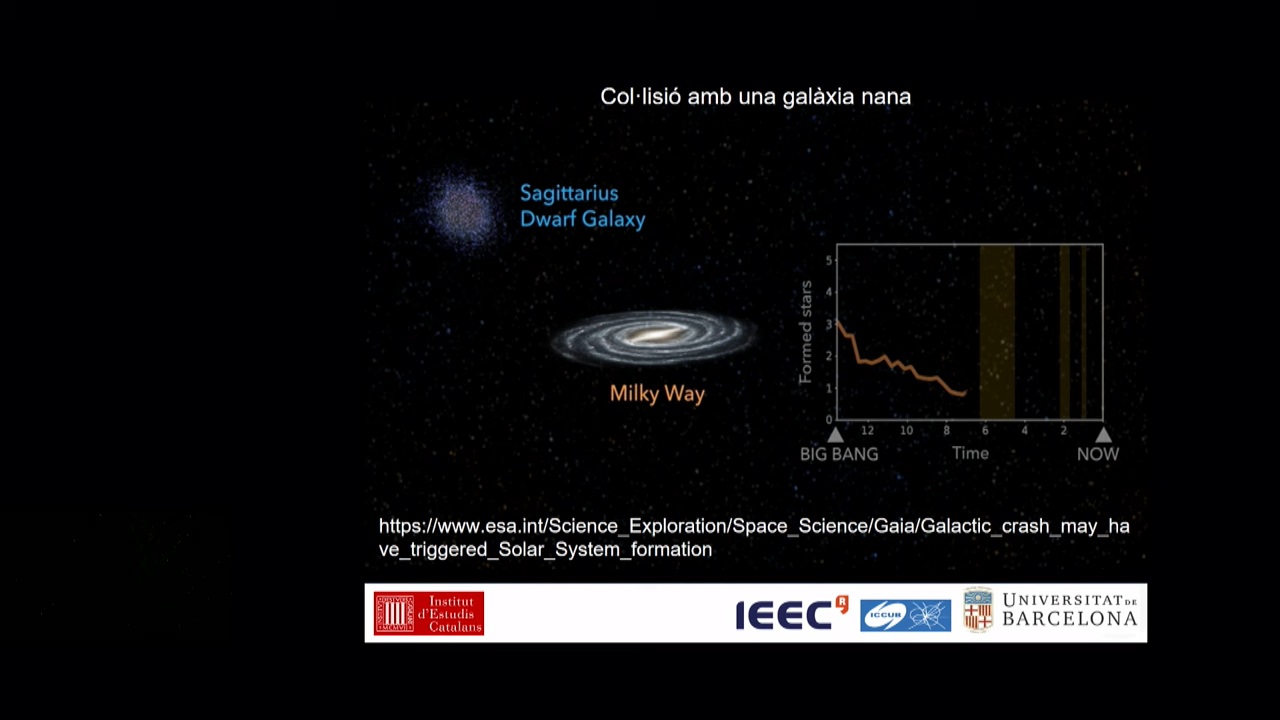 Col·lisió amb una galàxia nana
Sagittarius
Dwarf Galaxy
Milky Way
Formed stars
5
4
3
2
1
0
12 10 8 6 4 2
BIG BANG Time NOW
https://www.esa.int/Science_Exploration/Space_Science/Gaia/Galactic_crash_may_ha
ve_triggered_Solar_System_formation
Institut
d'Estudis
Catalans
IEEC R
ICCUB
UNIVERSITAT DE
BARCELONA